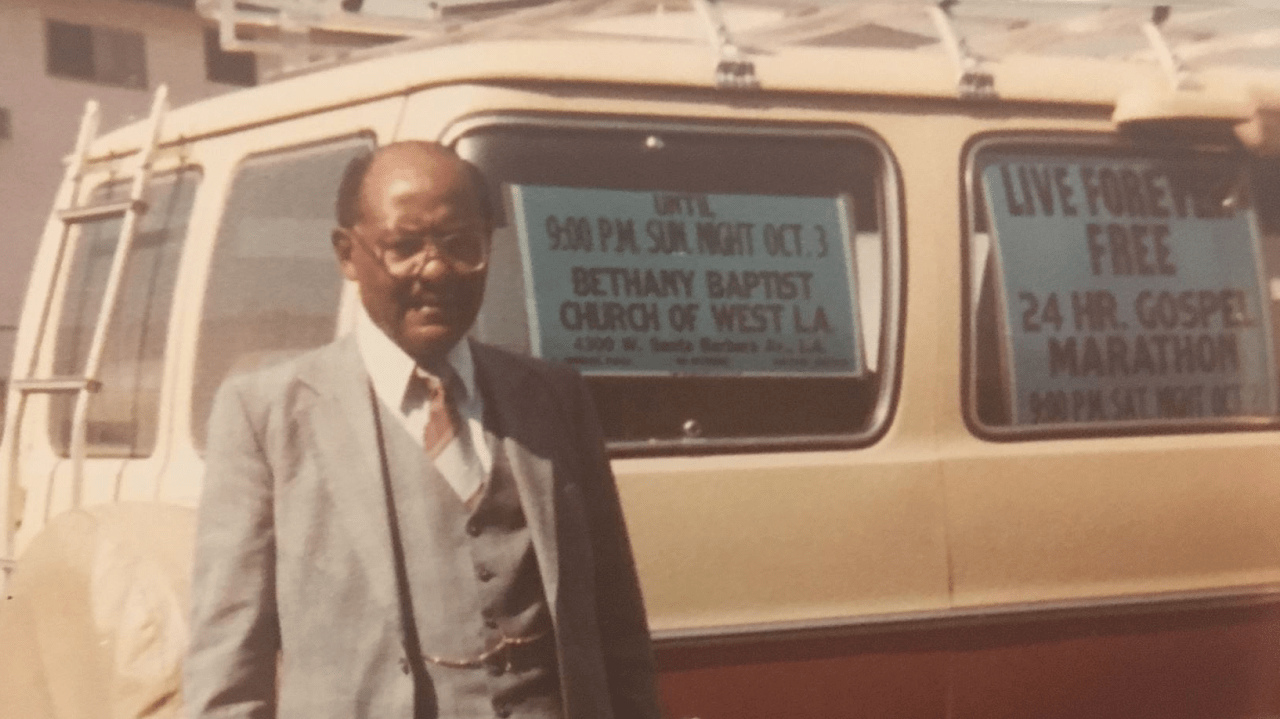 UNTIL
9:00 P.M. SUN. NIGHT OCT. 3
BETHANY BAPTIST
CHURCH OF WEST L.A.
4300 W. Santa Barbara Av., L.A.
LIVE FOREVER
FREE
24 HR. GOSPEL
MARATHON
9:00 P.M. SAT. NIGHT OCT. 2